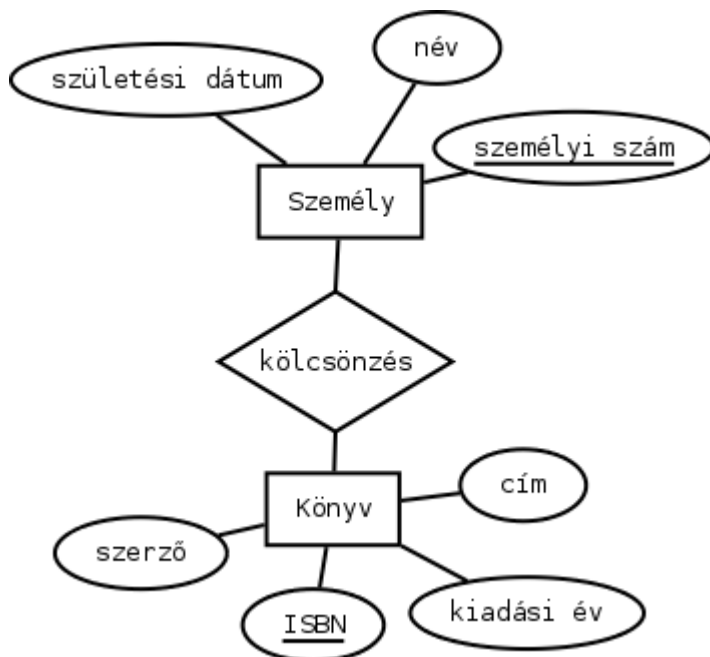 név
születési dátum
személyi szám
Személy
kölcsönzés
cím
Könyv
szerző
kiadási év
ISBN